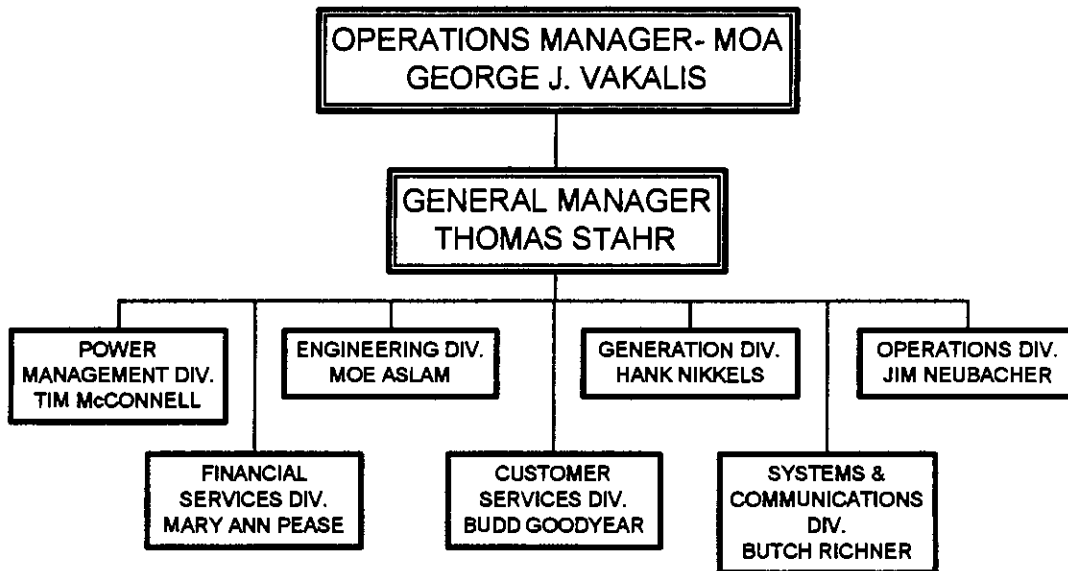 OPERATIONS MANAGER- MOA
GEORGE J. VAKALIS
GENERAL MANAGER
THOMAS STAHR
POWER
MANAGEMENT DIV.
TIM McCONNELL
ENGINEERING DIV.
MOE ASLAM
GENERATION DIV.
HANK NIKKELS
OPERATIONS DIV.
JIM NEUBACHER
FINANCIAL
SERVICES DIV.
MARY ANN PEASE
CUSTOMER
SERVICES DIV.
BUDD GOODYEAR
SYSTEMS &
COMMUNICATIONS
DIV.
BUTCH RICHNER